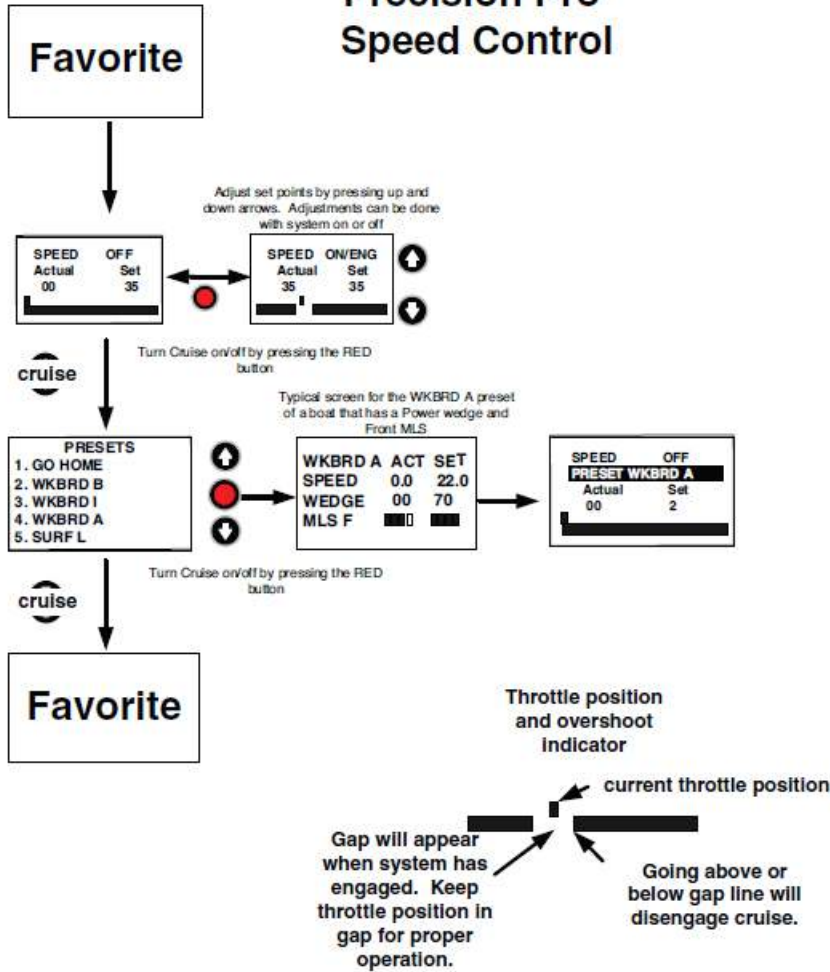 Speed Control
Favorite
Adjust set points by pressing up and
down arrows. Adjustments can be done
with system on or off
SPEED OFF
Actual Set
00 35
SPEED ON/ENG
Actual Set
35 35
Turn Cruise on/off by pressing the RED
button
cruise
Typical screen for the WKBRD A preset
of a boat that has a Power wedge and
Front MLS
PRESETS
1. GO HOME
2. WKBRD B
3. WKBRD I
4. WKBRD A
5. SURF L
WKBRD A ACT SET
SPEED 0.0 22.0
WEDGE 00 70
MLS F
SPEED OFF
PRESET WKBRD A
Actual Set
00 2
Turn Cruise on/off by pressing the RED
button
cruise
Favorite
Throttle position
and overshoot
indicator
current throttle position
Gap will appear
when system has
engaged. Keep
throttle position in
gap for proper
operation.
Going above or
below gap line will
disengage cruise.